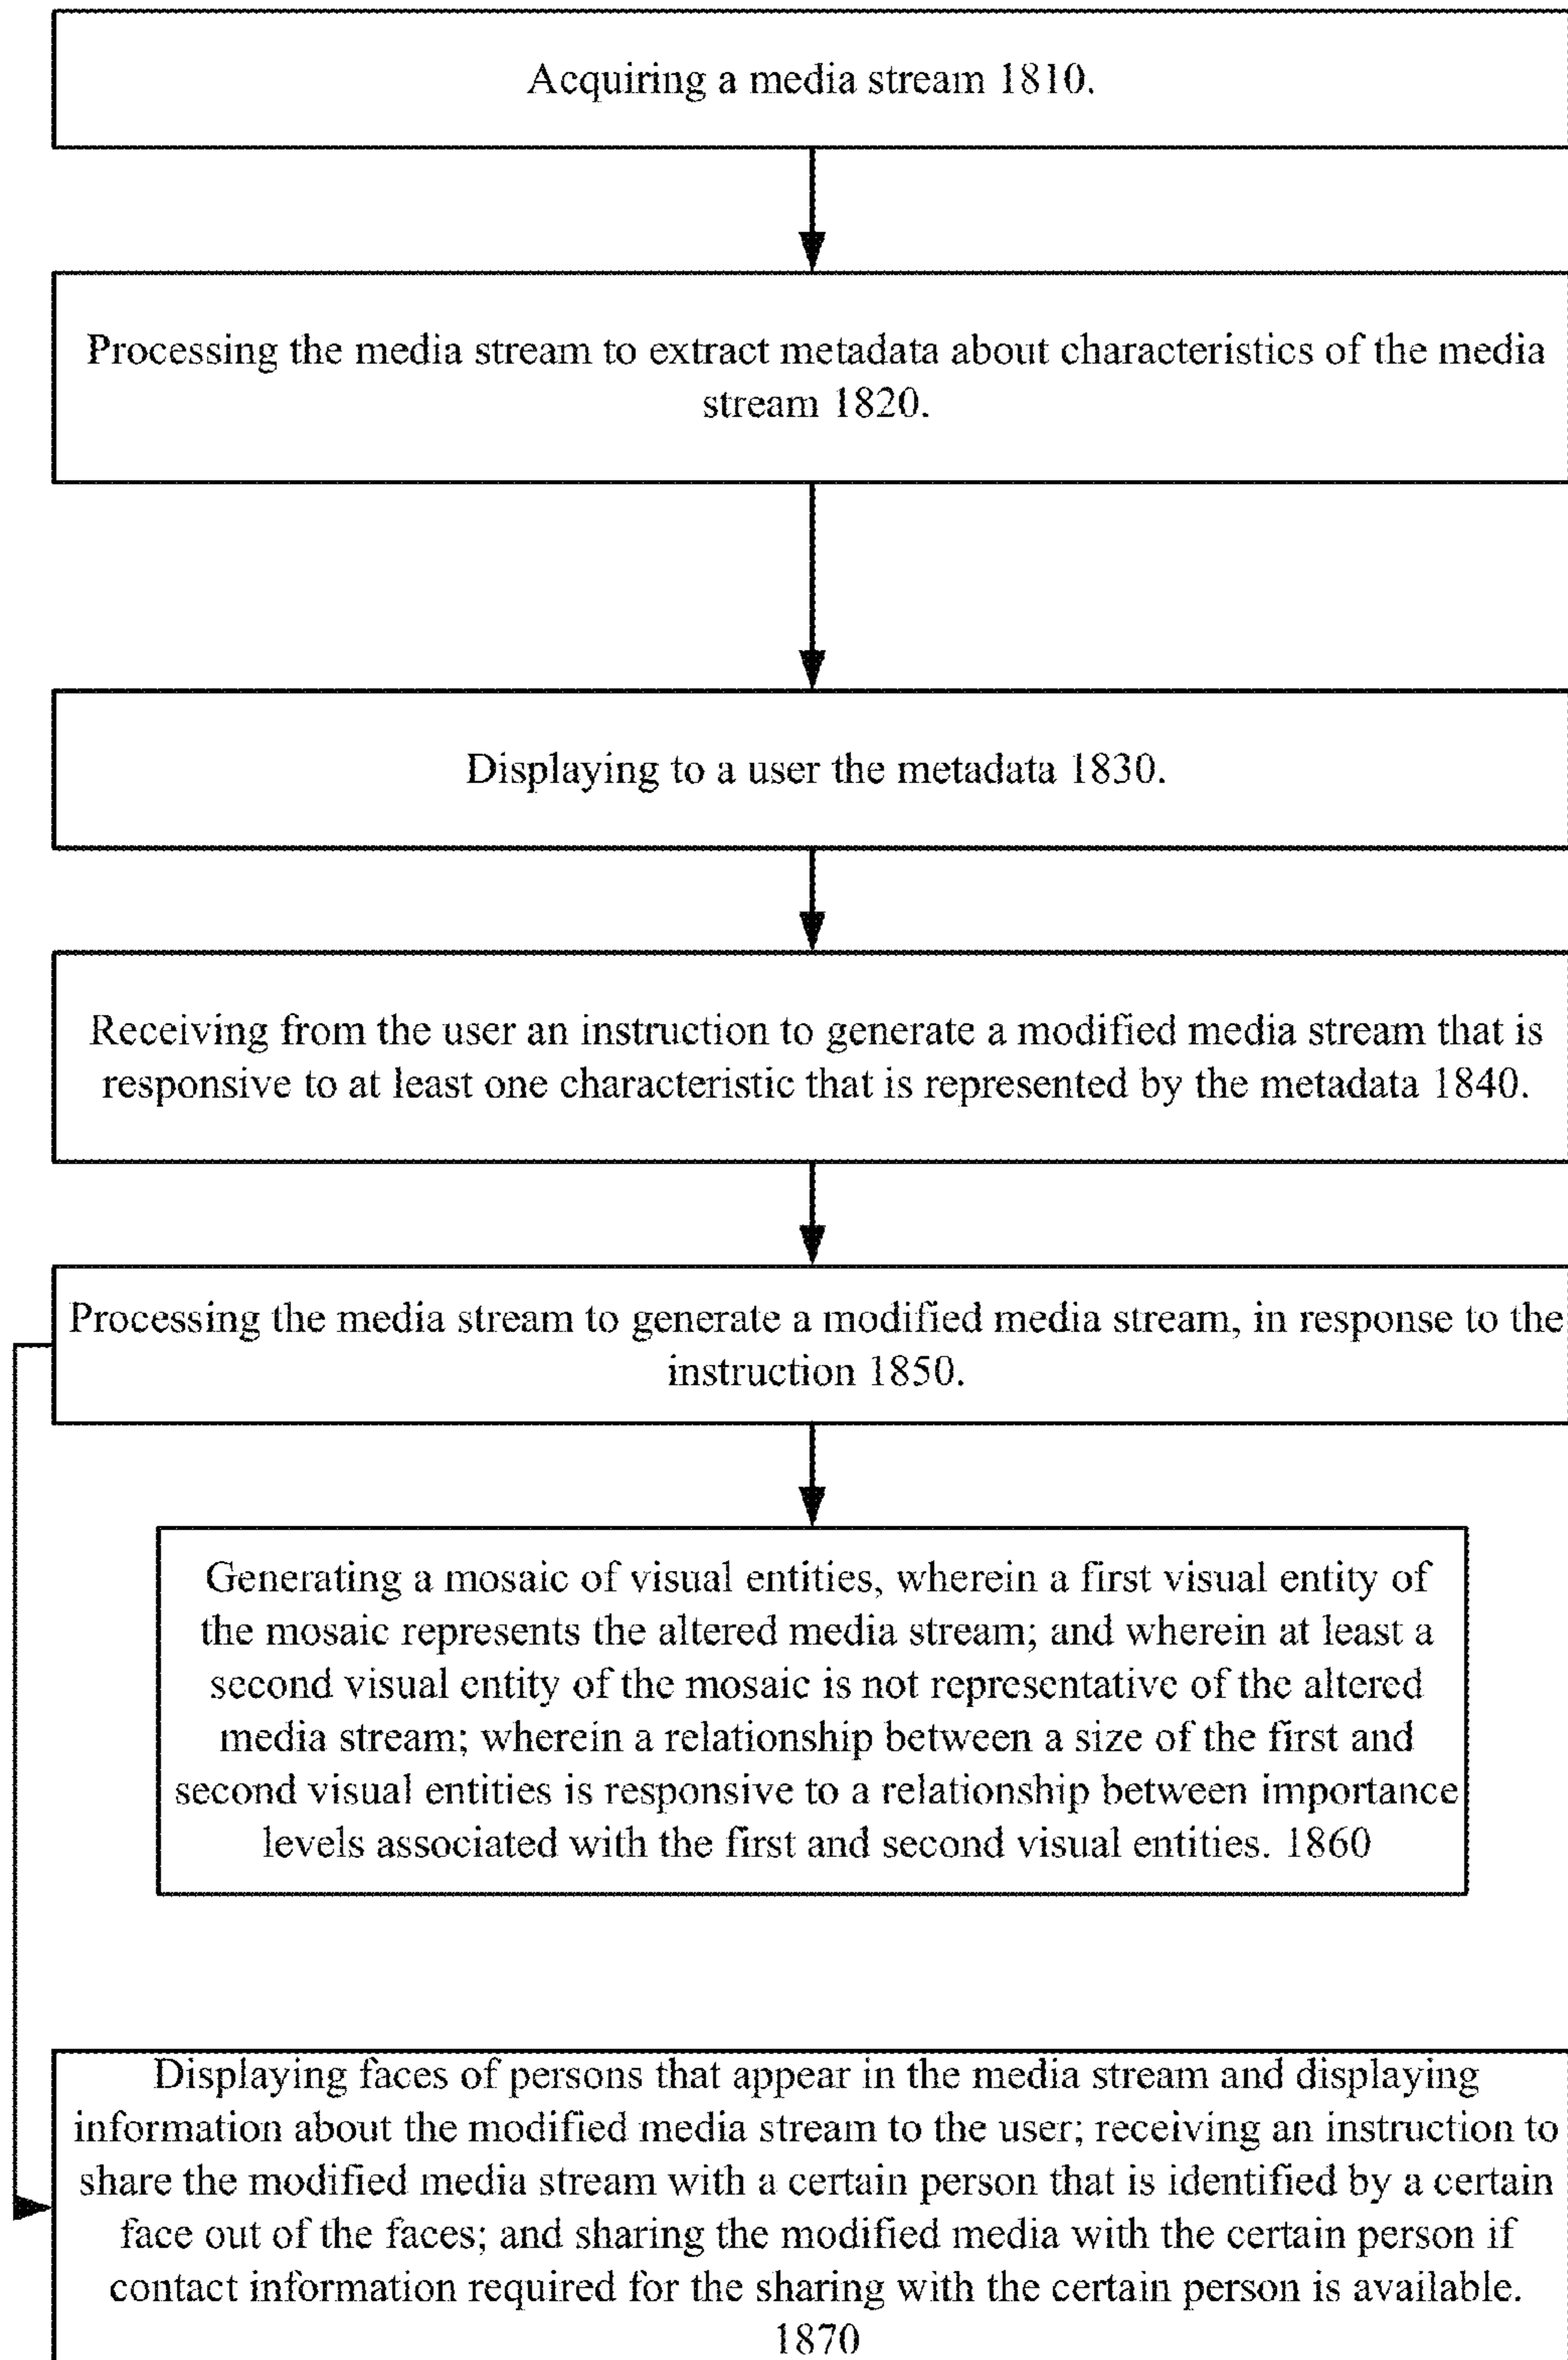 Acquiring a media stream 1810.
Processing the media stream to extract metadata about characteristics of the media
stream 1820.
Displaying to a user the metadata 1830.
Receiving from the user an instruction to generate a modified media stream that is
responsive to at least one characteristic that is represented by the metadata 1840.
Processing the media stream to generate a modified media stream, in response to the
instruction 1850.
Generating a mosaic of visual entities, wherein a first visual entity of
the mosaic represents the altered media stream; and wherein at least a
second visual entity of the mosaic is not representative of the altered
media stream; wherein a relationship between a size of the first and
second visual entities is responsive to a relationship between importance
levels associated with the first and second visual entities. 1860
Displaying faces of persons that appear in the media stream and displaying
information about the modified media stream to the user; receiving an instruction to
share the modified media stream with a certain person that is identified by a certain
face out of the faces; and sharing the modified media with the certain person if
contact information required for the sharing with the certain person is available.
1870